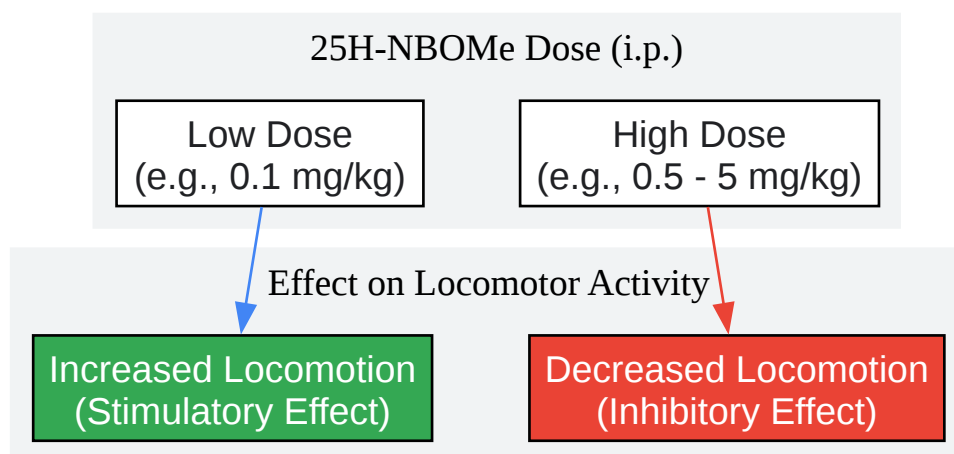 25H-NBOMe Dose (i.p.)
Low Dose
(e.g., 0.1 mg/kg)
High Dose
(e.g., 0.5 - 5 mg/kg)
Effect on Locomotor Activity
Increased Locomotion
(Stimulatory Effect)
Decreased Locomotion
(Inhibitory Effect)